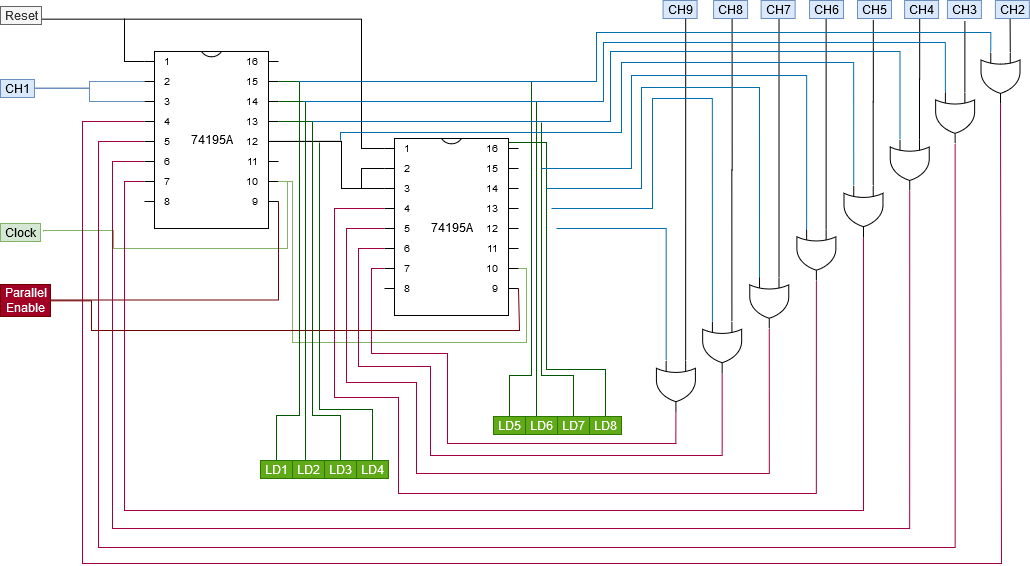 Reset
CH9 CH8 CH7 CH6 CH5 CH4 CH3 CH2
1 16
CH1
2 15
3 14
4 13
5 74195A 12
6 11
7 10
8 9
Clock
1 16
2 15
3 14
4 13
5 74195A 12
6 11
7 10
8 9
Parallel
Enable
LD5 LD6 LD7 LD8
LD1 LD2 LD3 LD4